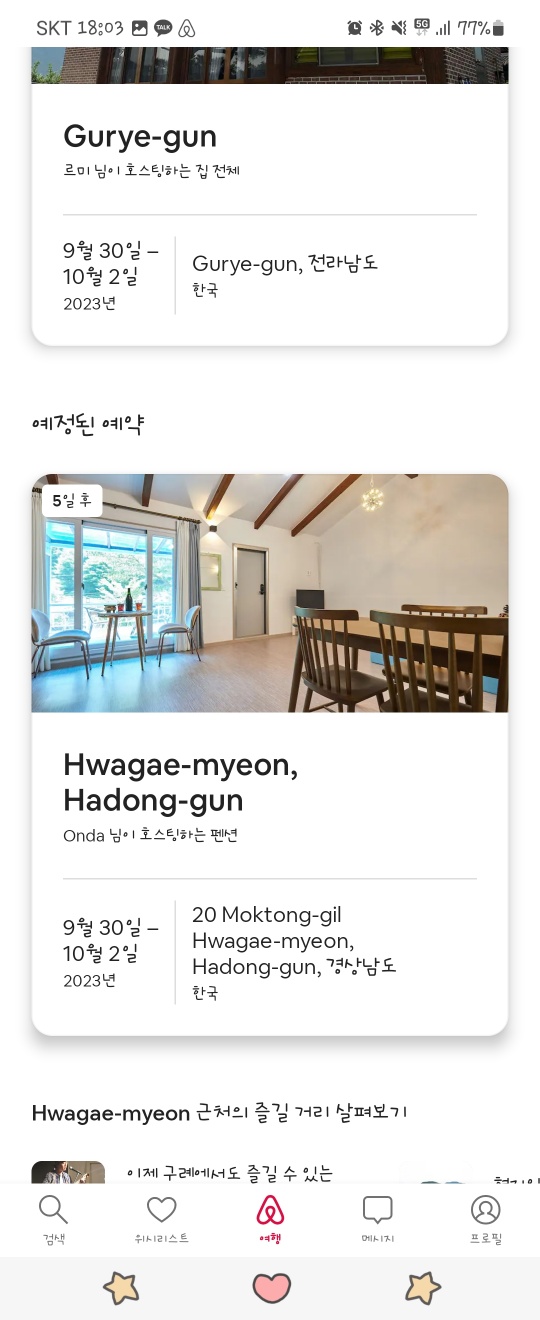 SKT 18:03 TALK 5G 77%
Gurye-gun
르미 님이 호스팅하는 집 전체
9월 30일 –
10월 2일
2023년
Gurye-gun, 전라남도
한국
예정된 예약
5일 후
Hwagae-myeon,
Hadong-gun
Onda 님이 호스팅하는 펜션
9월 30일 –
10월 2일
2023년
20 Moktong-gil
Hwagae-myeon,
Hadong-gun, 경상남도
한국
Hwagae-myeon 근처의 즐길 거리 살펴보기
이제 구례에서도 즐길 수 있는
검색
위시리스트
여행
메시지
프로필